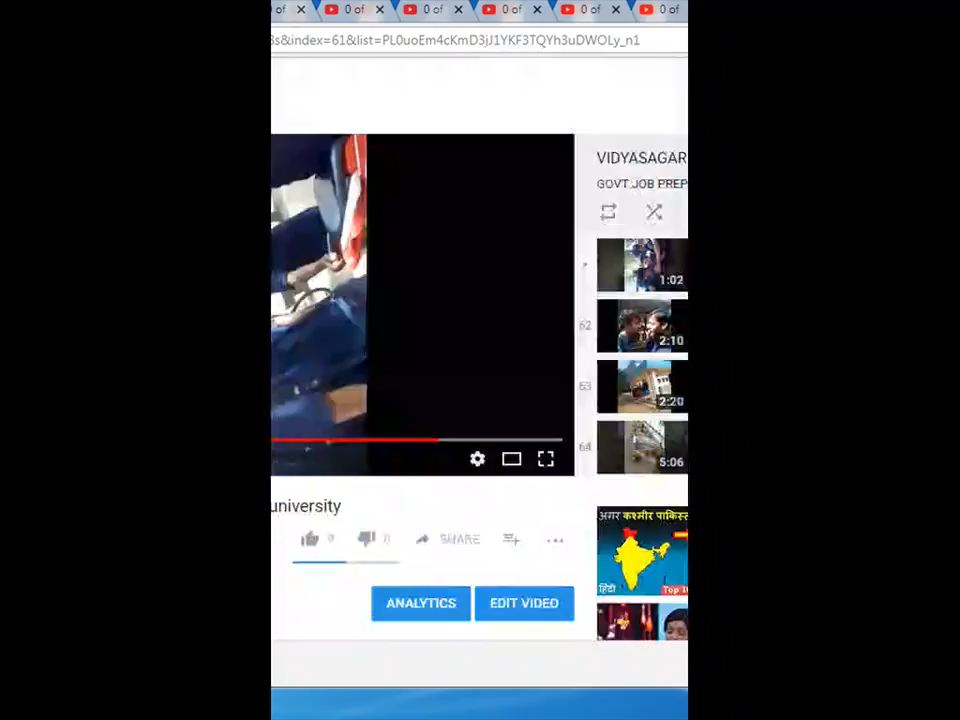 of
0 of
0 of
0 of
0 of
0 of
&index=61&list=PL0uoEm4cKmD3jJ1YKF3TQYh3uDWOLy_n1
VIDYASAGAR
GOVT JOB PREP
1:02
62
2:10
63
2:20
64
5:06
university
SHARE
ANALYTICS
EDIT VIDEO
अगर कश्मीर पाकिस्
हिंदी
Top 1